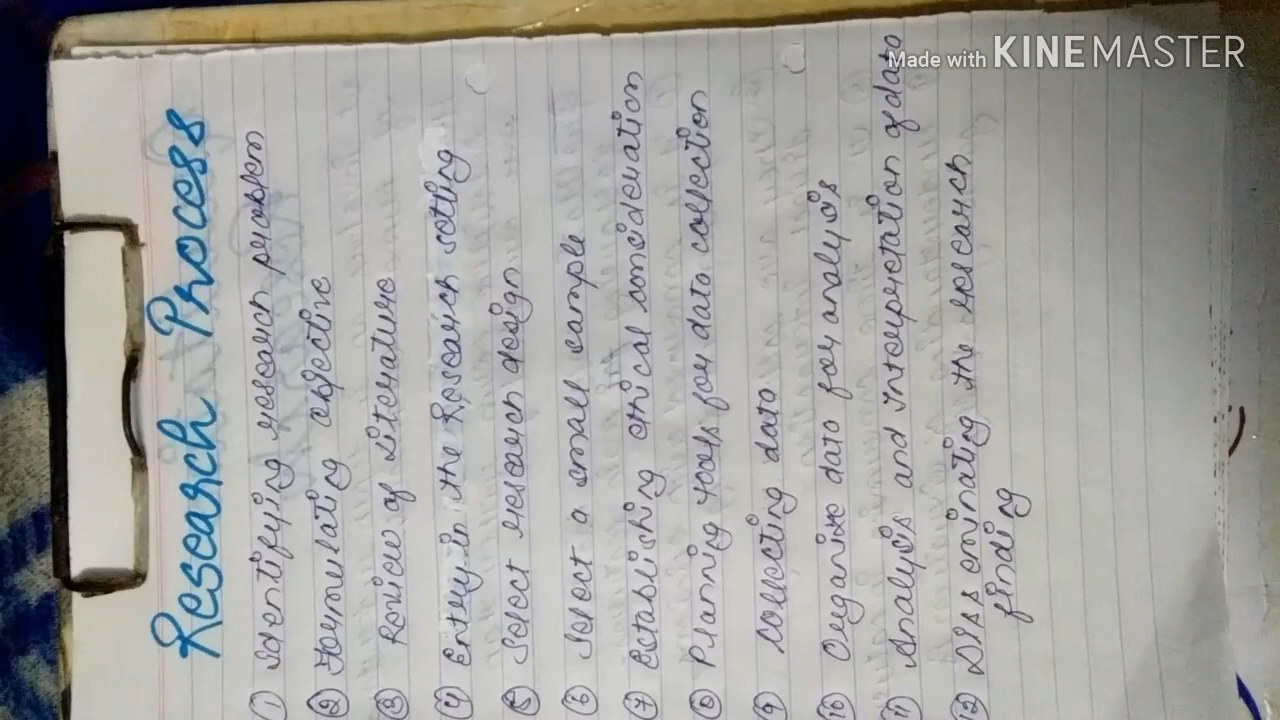 Research Process
① Identifying research problem
② Formulating objective
③ Review of Literature
④ Entry in the Research setting
⑤ Select research design
⑥ Select a small sample
⑦ Establishing ethical consideration
⑧ Planning tools for data collection
⑨ collecting data
⑩ Organise data for analysis
⑪ Analysis and Interpretation of data
⑫ Disseminating the research
finding
Made with KINEMASTER